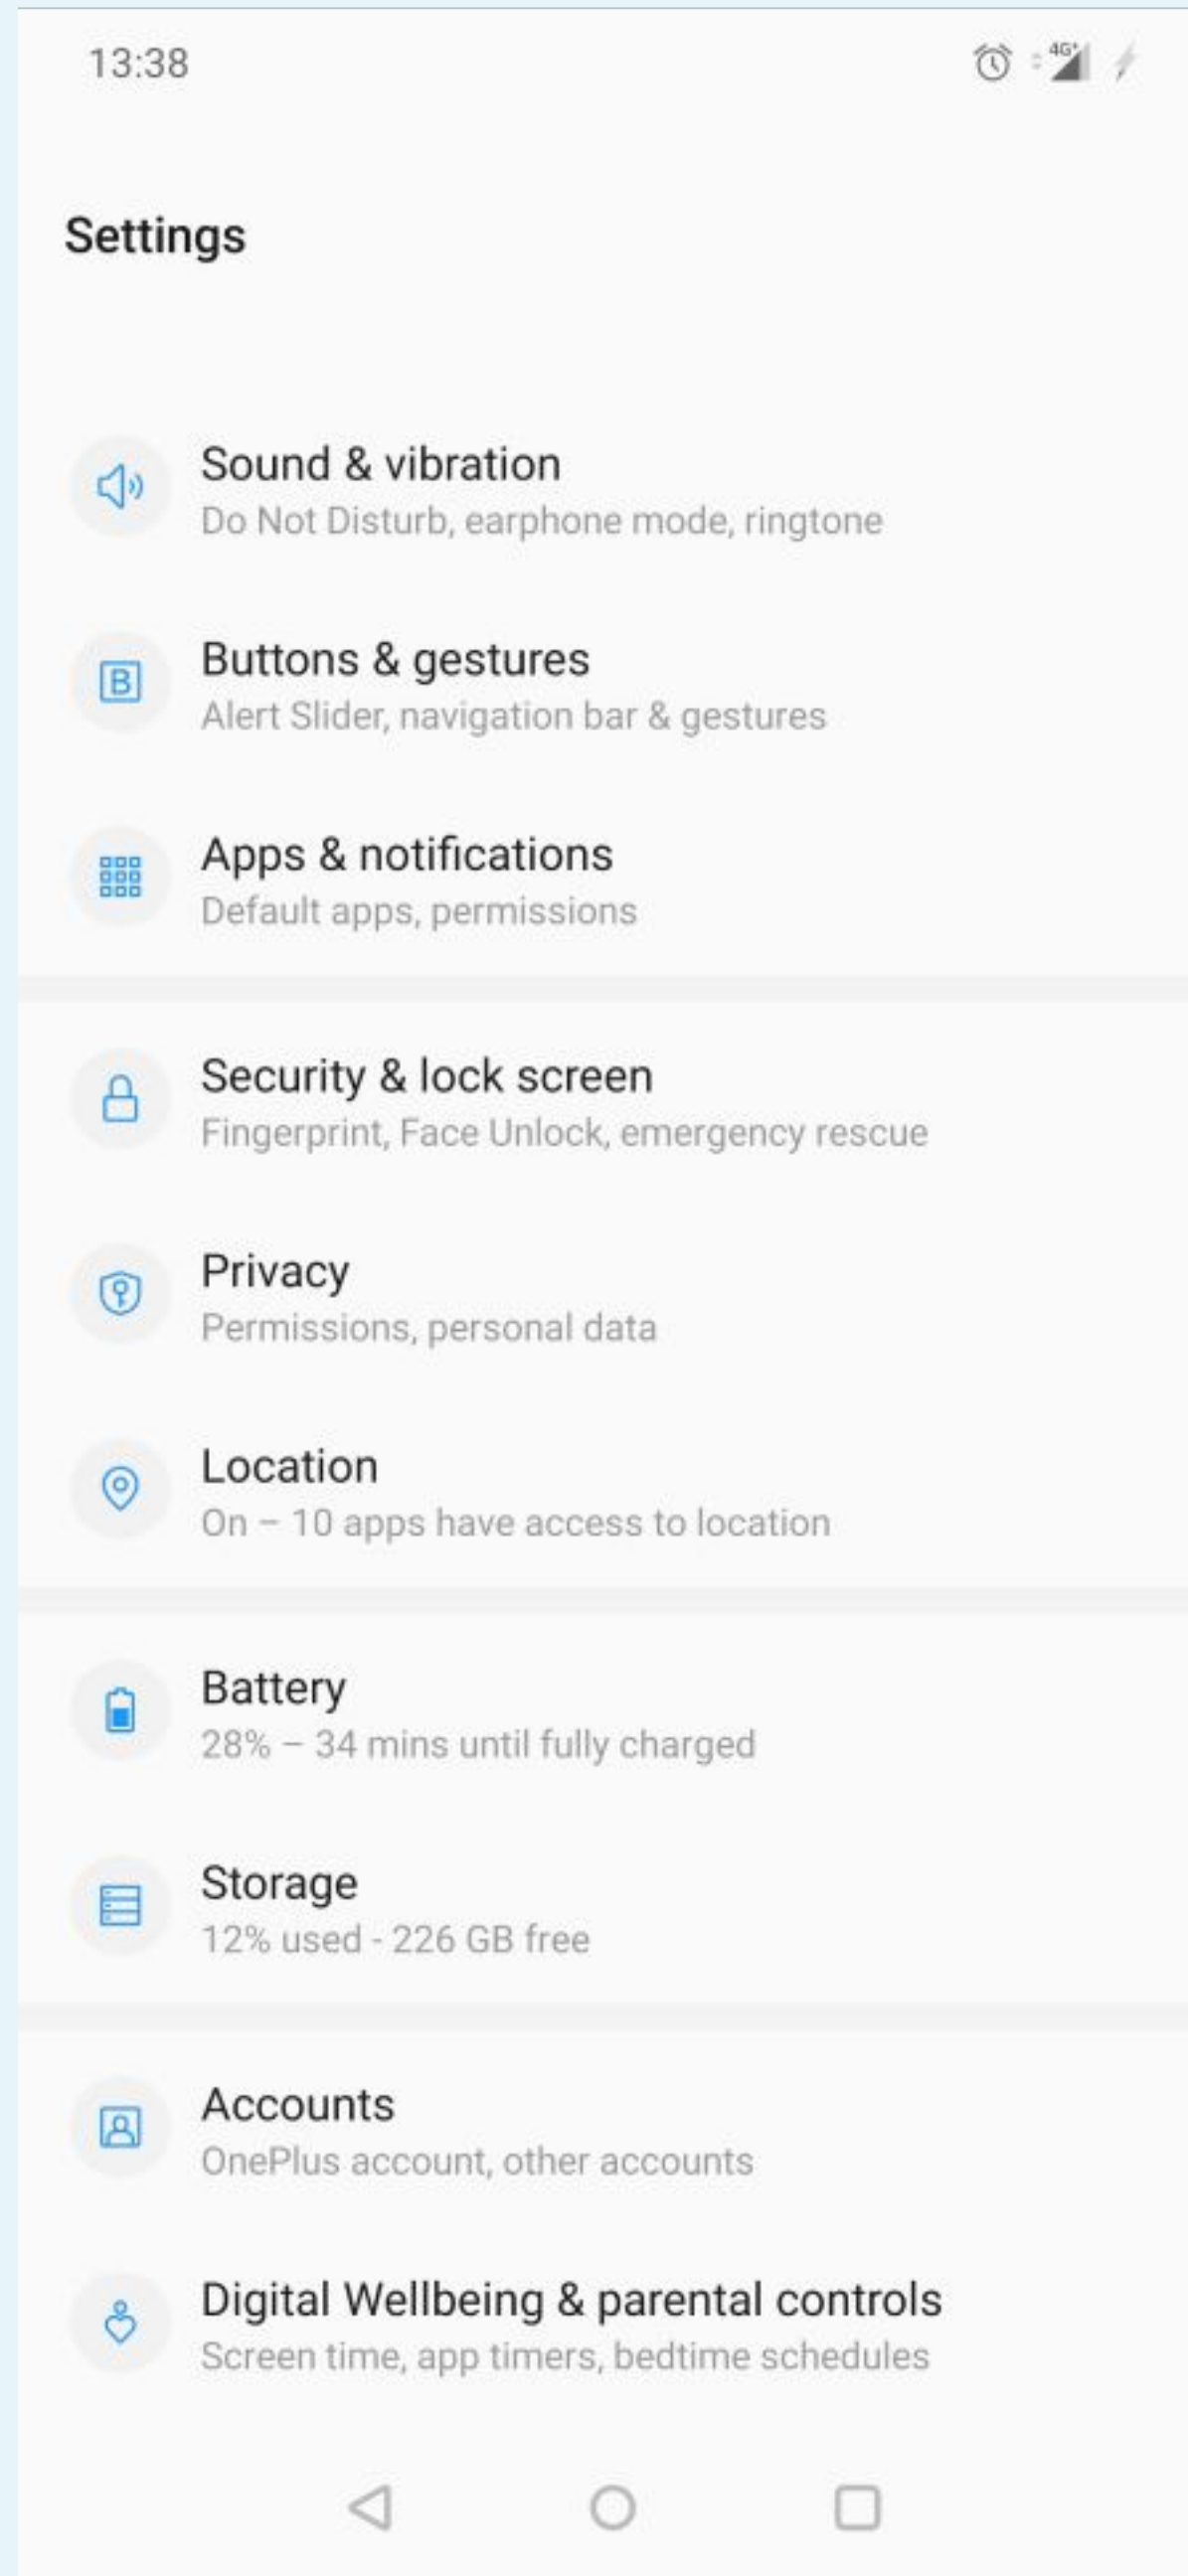 13:38
4G+
Settings
Sound & vibration
Do Not Disturb, earphone mode, ringtone
B
Buttons & gestures
Alert Slider, navigation bar & gestures
Apps & notifications
Default apps, permissions
Security & lock screen
Fingerprint, Face Unlock, emergency rescue
Privacy
Permissions, personal data
Location
On – 10 apps have access to location
Battery
28% – 34 mins until fully charged
Storage
12% used - 226 GB free
Accounts
OnePlus account, other accounts
Digital Wellbeing & parental controls
Screen time, app timers, bedtime schedules